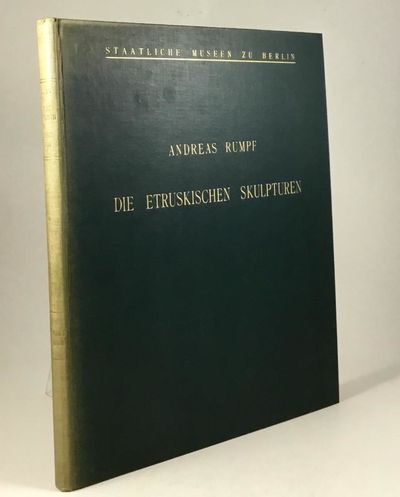 STAATLICHE MUSEEN ZU BERLIN
ANDREAS RUMPF
DIE ETRUSKISCHEN SKULPTUREN